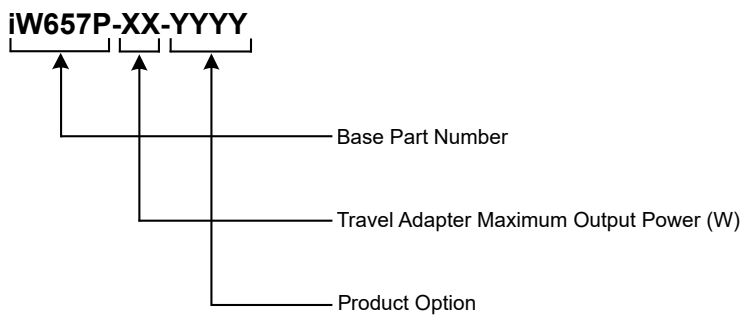 iW657P-XX-YYYY
Base Part Number
Travel Adapter Maximum Output Power (W)
Product Option